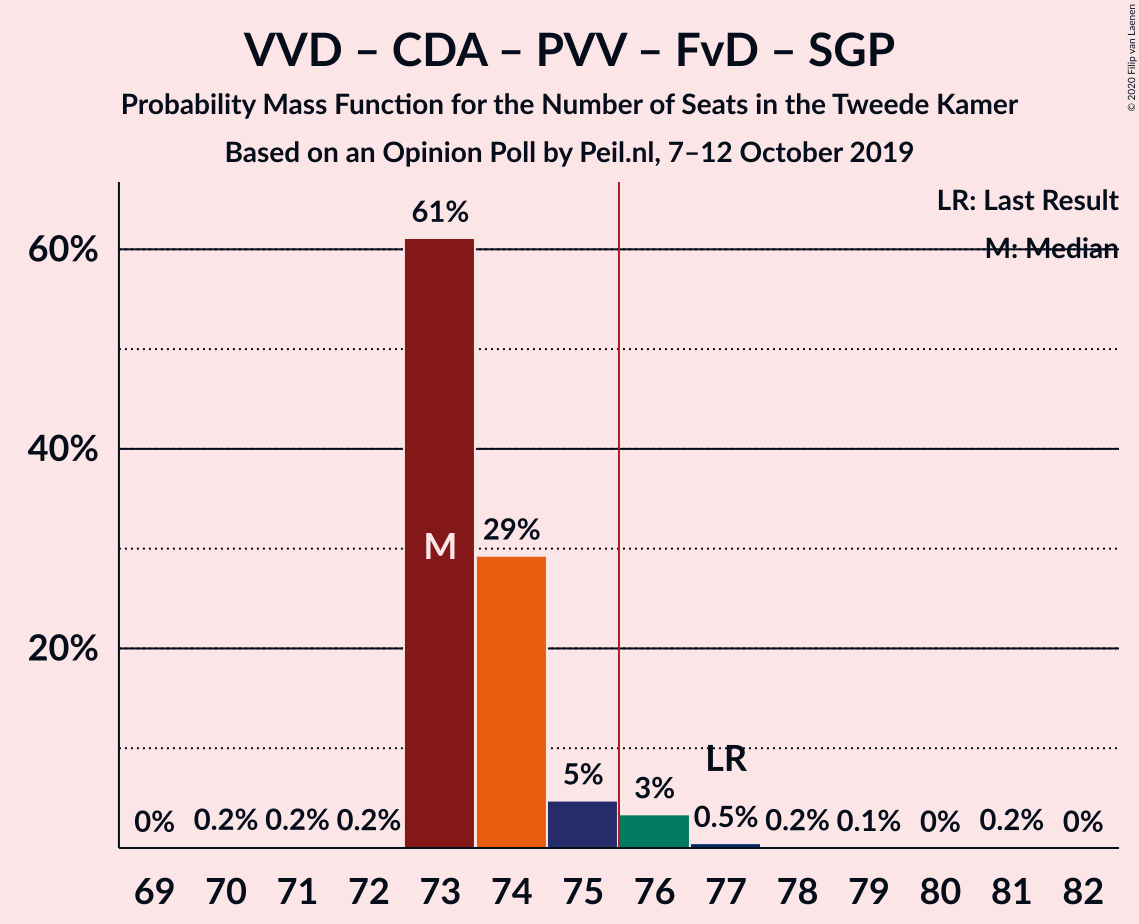 VVD – CDA – PVV – FvD – SGP
Probability Mass Function for the Number of Seats in the Tweede Kamer
Based on an Opinion Poll by Peil.nl, 7–12 October 2019
© 2020 Filip van Laenen
LR: Last Result
M: Median
60%
40%
20%
61%
M
29%
5%
3%
LR
0% 0.2% 0.2% 0.2% 0.5% 0.2% 0.1% 0% 0.2% 0%
69 70 71 72 73 74 75 76 77 78 79 80 81 82